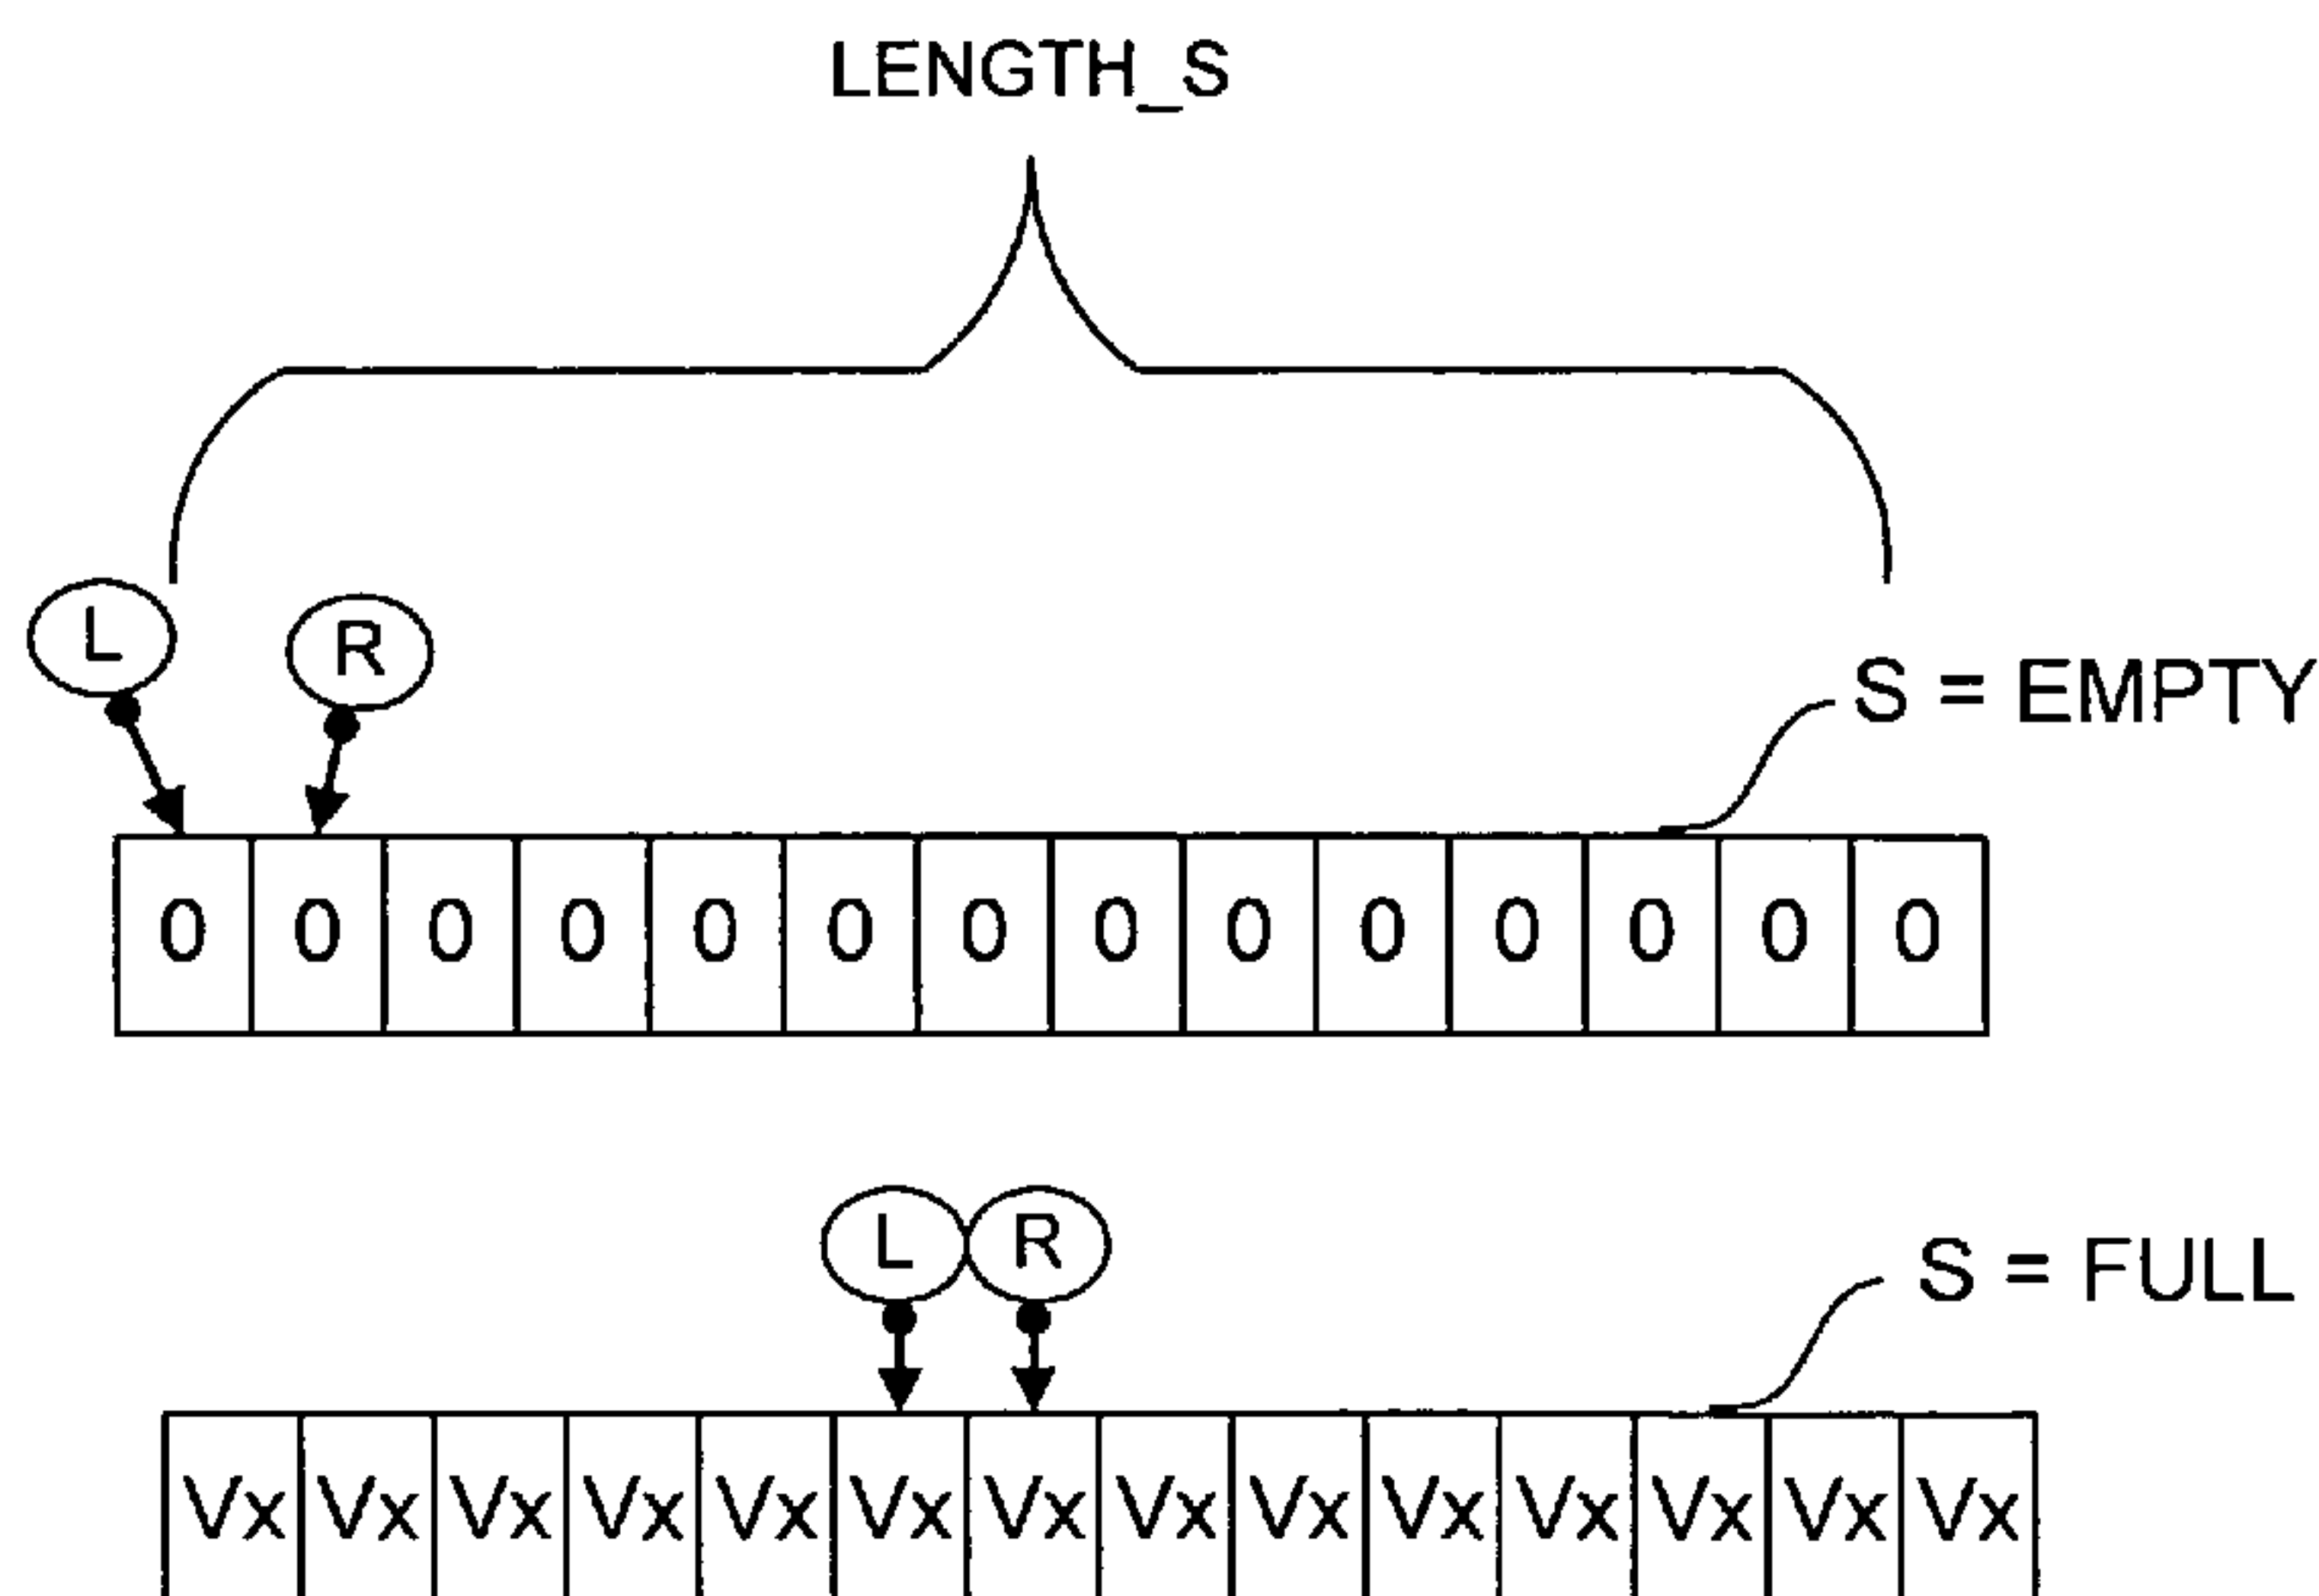 LENGTH_S
L R
S = EMPTY
0 0 0 0 0 0 0 0 0 0 0 0 0 0
L R
S = FULL
Vx Vx Vx Vx Vx Vx Vx Vx Vx Vx Vx Vx Vx Vx